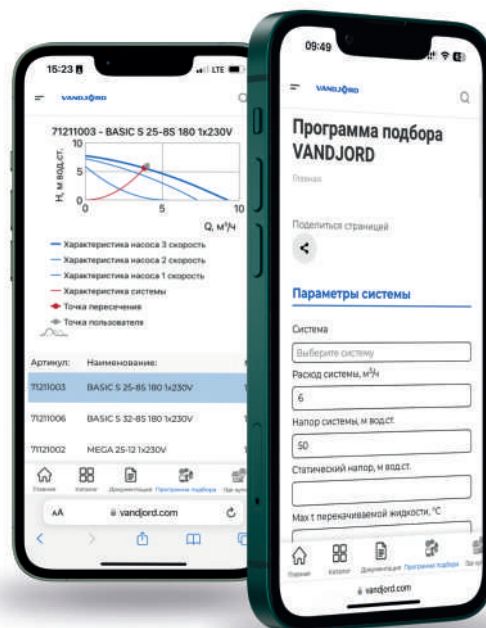 15:23 LTE
VANDJORD
71211003 - BASIC S 25-8S 180 1x230V
Н, м вод.ст.
10
5
0
0 5 10
Q, м³/ч
Характеристика насоса 3 скорость
Характеристика насоса 2 скорость
Характеристика насоса 1 скорость
Характеристика системы
Точка пересечения
Точка пользователя
Артикул: Наименование:
71211003 BASIC S 25-8S 180 1x230V
71211006 BASIC S 32-8S 180 1x230V
71121002 MEGA 25-12 1x230V
Главная Каталог Документация Программа подбора
AA vandjord.com
09:49
VANDJORD
Программа подбора
VANDJORD
Главная
Поделиться страницей
Параметры системы
Система
Выберите систему
Расход системы, м³/ч
6
Напор системы, м вод.ст.
50
Статический напор, м вод.ст.
Max t перекачиваемой жидкости, °C
Главная Каталог Документация Программа подбора
vandjord.com